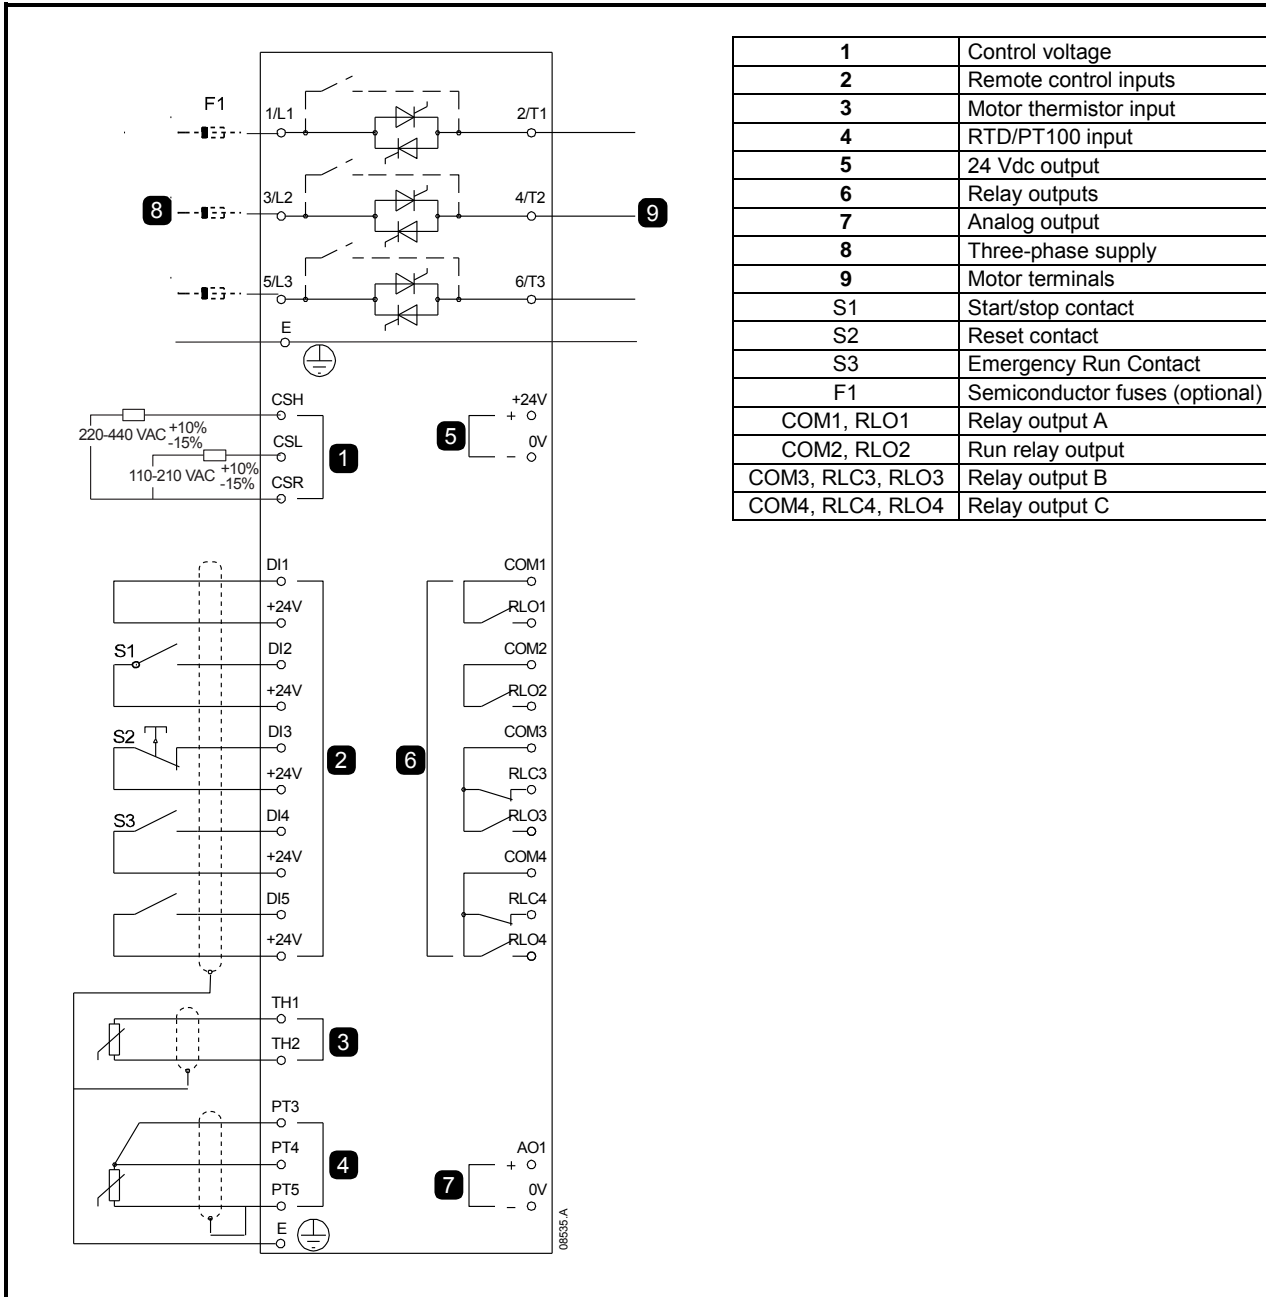 F1
1/L1
2/T1
3/L2
4/T2
8
9
5/L3
6/T3
E
CSH
220-440 VAC +10% -15%
CSL
110-210 VAC +10% -15%
CSR
1
+24V
+
5
0V
–
DI1
+24V
S1
DI2
+24V
S2
DI3
+24V
2
S3
DI4
+24V
DI5
+24V
COM1
RLO1
COM2
RLO2
COM3
6
RLC3
RLO3
COM4
RLC4
RLO4
TH1
TH2
3
PT3
PT4
4
PT5
E
AO1
+
7
0V
–
08535.A
1 Control voltage
2 Remote control inputs
3 Motor thermistor input
4 RTD/PT100 input
5 24 Vdc output
6 Relay outputs
7 Analog output
8 Three-phase supply
9 Motor terminals
S1 Start/stop contact
S2 Reset contact
S3 Emergency Run Contact
F1 Semiconductor fuses (optional)
COM1, RLO1 Relay output A
COM2, RLO2 Run relay output
COM3, RLC3, RLO3 Relay output B
COM4, RLC4, RLO4 Relay output C